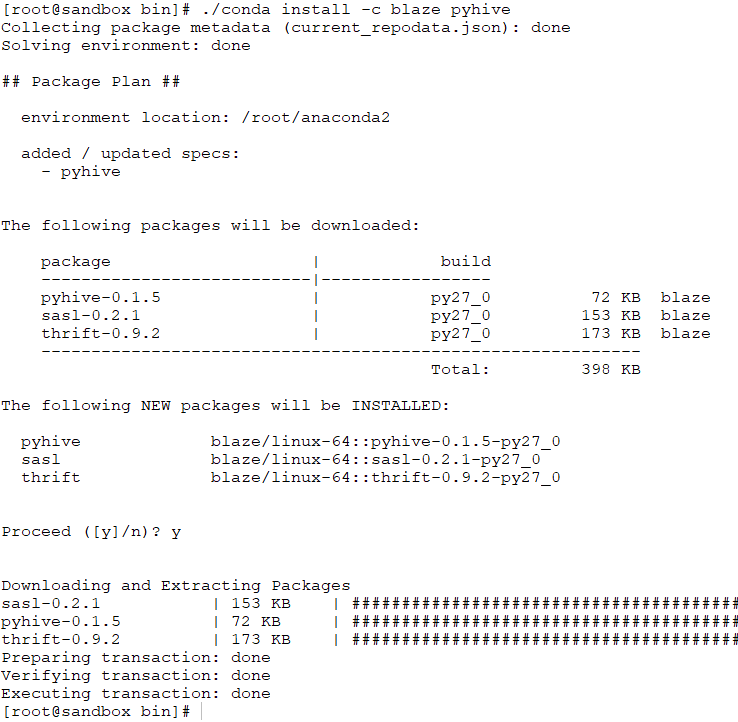 [root@sandbox bin]# ./conda install -c blaze pyhive
Collecting package metadata (current_repodata.json): done
Solving environment: done
## Package Plan ##
  environment location: /root/anaconda2
  added / updated specs:
    - pyhive
The following packages will be downloaded:
    package                    |            build
    ---------------------------|-----------------
    pyhive-0.1.5               |           py27_0          72 KB  blaze
    sasl-0.2.1                 |           py27_0         153 KB  blaze
    thrift-0.9.2               |           py27_0         173 KB  blaze
    ------------------------------------------------------------
                                           Total:         398 KB
The following NEW packages will be INSTALLED:
  pyhive             blaze/linux-64::pyhive-0.1.5-py27_0
  sasl               blaze/linux-64::sasl-0.2.1-py27_0
  thrift             blaze/linux-64::thrift-0.9.2-py27_0
Proceed ([y]/n)? y
Downloading and Extracting Packages
sasl-0.2.1           | 153 KB    | #######################################
pyhive-0.1.5         | 72 KB     | #######################################
thrift-0.9.2         | 173 KB    | #######################################
Preparing transaction: done
Verifying transaction: done
Executing transaction: done
[root@sandbox bin]#